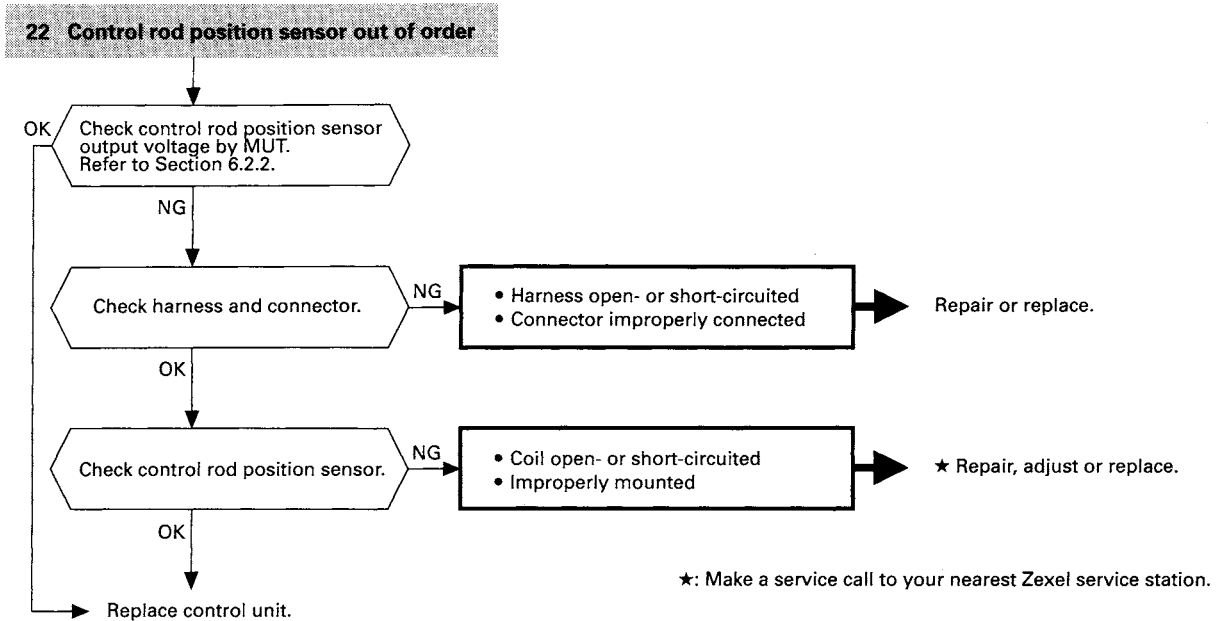 22 Control rod position sensor out of order
OK
Check control rod position sensor
output voltage by MUT.
Refer to Section 6.2.2.
NG
Check harness and connector.
NG
• Harness open- or short-circuited
• Connector improperly connected
Repair or replace.
OK
Check control rod position sensor.
NG
• Coil open- or short-circuited
• Improperly mounted
★ Repair, adjust or replace.
OK
★: Make a service call to your nearest Zexel service station.
Replace control unit.